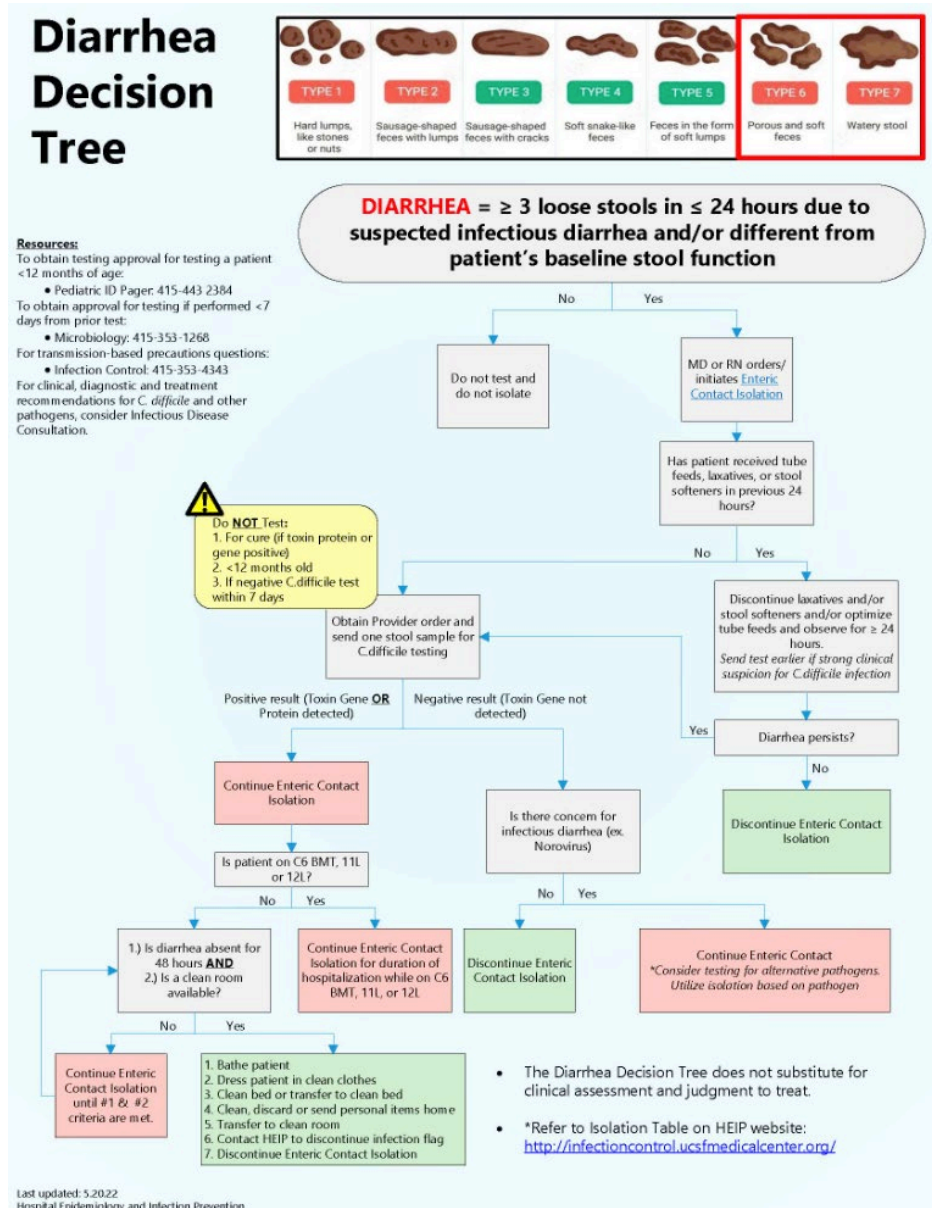 Diarrhea
Decision
Tree
TYPE 1
Hard lumps,
like stones
or nuts
TYPE 2
Sausage-shaped
feces with lumps
TYPE 3
Sausage-shaped
feces with cracks
TYPE 4
Soft snake-like
feces
TYPE 5
Feces in the form
of soft lumps
TYPE 6
Porous and soft
feces
TYPE 7
Watery stool
DIARRHEA = ≥ 3 loose stools in ≤ 24 hours due to
suspected infectious diarrhea and/or different from
patient's baseline stool function
Resources:
To obtain testing approval for testing a patient
<12 months of age:
• Pediatric ID Pager: 415-443 2384
To obtain approval for testing if performed <7
days from prior test:
• Microbiology: 415-353-1268
For transmission-based precautions questions:
• Infection Control: 415-353-4343
For clinical, diagnostic and treatment
recommendations for C. difficile and other
pathogens, consider Infectious Disease
Consultation.
No
Yes
Do not test and
do not isolate
MD or RN orders/
initiates Enteric
Contact Isolation
Has patient received tube
feeds, laxatives, or stool
softeners in previous 24
hours?
No
Yes
Do NOT Test:
1. For cure (if toxin protein or
gene positive)
2. <12 months old
3. If negative C.difficile test
within 7 days
Obtain Provider order and
send one stool sample for
C.difficile testing
Discontinue laxatives and/or
stool softeners and/or optimize
tube feeds and observe for ≥ 24
hours.
Send test earlier if strong clinical
suspicion for C.difficile infection
Positive result (Toxin Gene OR
Protein detected)
Negative result (Toxin Gene not
detected)
Yes
Diarrhea persists?
No
Continue Enteric Contact
Isolation
Is there concern for
infectious diarrhea (ex.
Norovirus)
Discontinue Enteric Contact
Isolation
Is patient on C6 BMT, 11L
or 12L?
No
Yes
No
Yes
1.) Is diarrhea absent for
48 hours AND
2.) Is a clean room
available?
Continue Enteric Contact
Isolation for duration of
hospitalization while on C6
BMT, 11L, or 12L
Discontinue Enteric
Contact Isolation
Continue Enteric Contact
*Consider testing for alternative pathogens.
Utilize isolation based on pathogen
No
Yes
Continue Enteric
Contact Isolation
until #1 & #2
criteria are met.
1. Bathe patient
2. Dress patient in clean clothes
3. Clean bed or transfer to clean bed
4. Clean, discard or send personal items home
5. Transfer to clean room
6. Contact HEIP to discontinue infection flag
7. Discontinue Enteric Contact Isolation
• The Diarrhea Decision Tree does not substitute for
clinical assessment and judgment to treat.
• *Refer to Isolation Table on HEIP website:
http://infectioncontrol.ucsfmedicalcenter.org/
Last updated: 5.20.22
Hospital Epidemiology and Infection Prevention